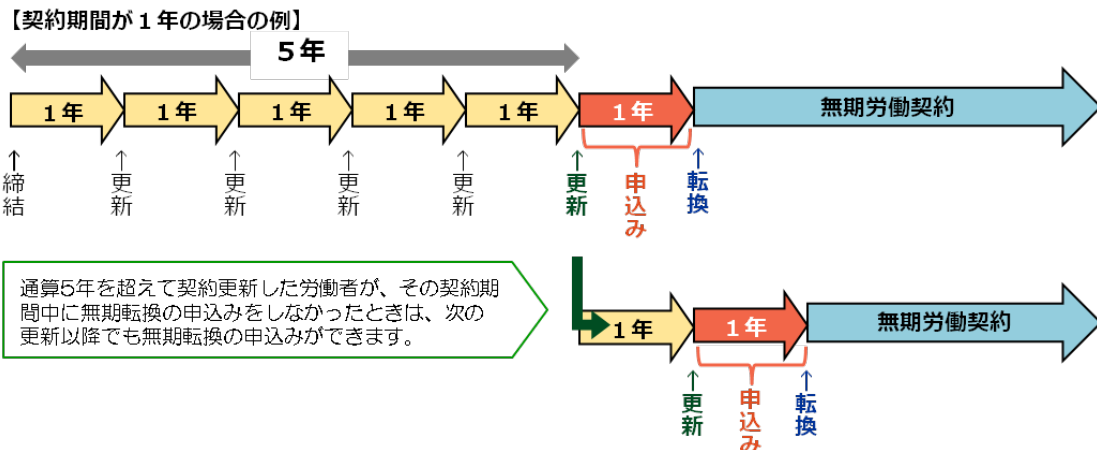 【契約期間が１年の場合の例】
５年
１年
１年
１年
１年
１年
１年
無期労働契約
↑締結
↑更新
↑更新
↑更新
↑更新
↑更新
申込み
↑転換
通算5年を超えて契約更新した労働者が、その契約期
間中に無期転換の申込みをしなかったときは、次の
更新以降でも無期転換の申込みができます。
１年
１年
無期労働契約
↑更新
申込み
↑転換